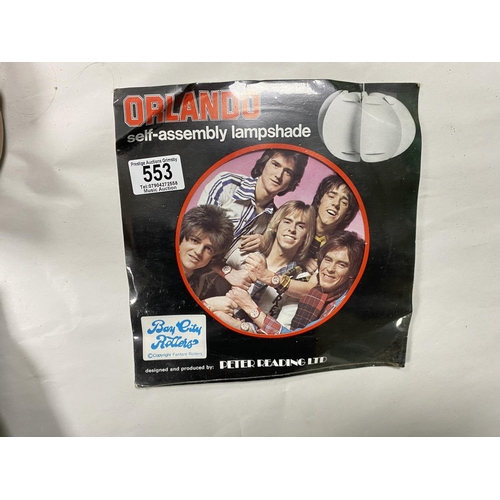 ORLANDO
self-assembly lampshade
Prestige Auctions Grimsby
553
Tel:07904272558
Music Auction
Bay City
Rollers
designed and produced by: PETER READING LTD